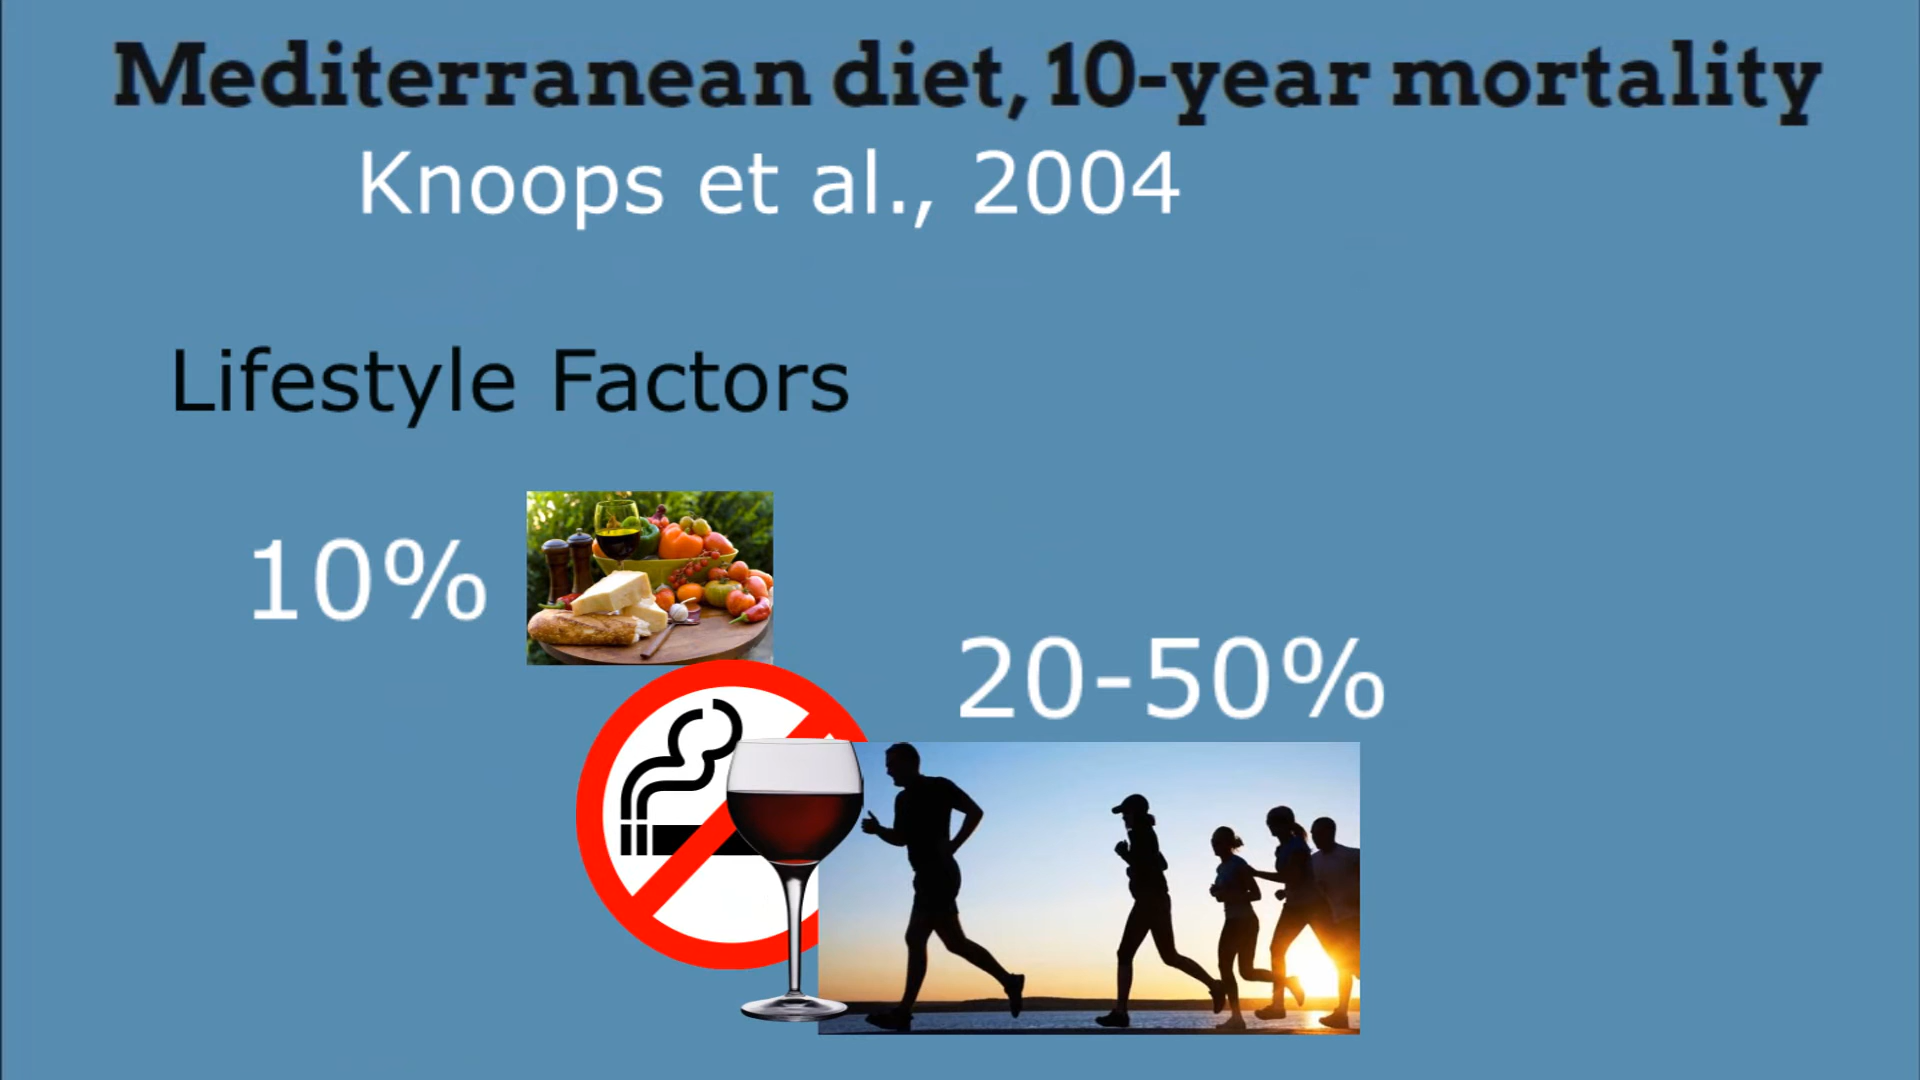 Mediterranean diet, 10-year mortality
Knoops et al., 2004
Lifestyle Factors
10%
20-50%